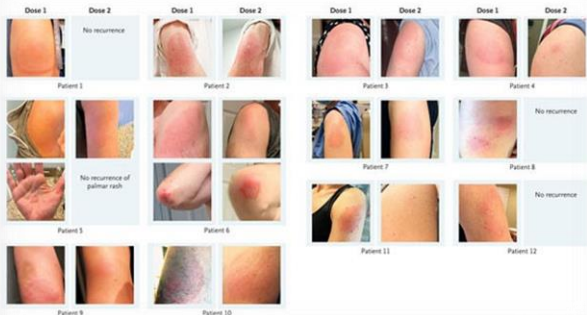 Dose 1 Dose 2 Dose 1 Dose 2 Dose 1 Dose 2 Dose 1 Dose 2
No recurrence
Patient 1 Patient 2 Patient 3 Patient 4
No recurrence
Patient 7 Patient 8
No recurrence of
palmar rash
Patient 5 Patient 6
No recurrence
Patient 11 Patient 12
Patient 9 Patient 10